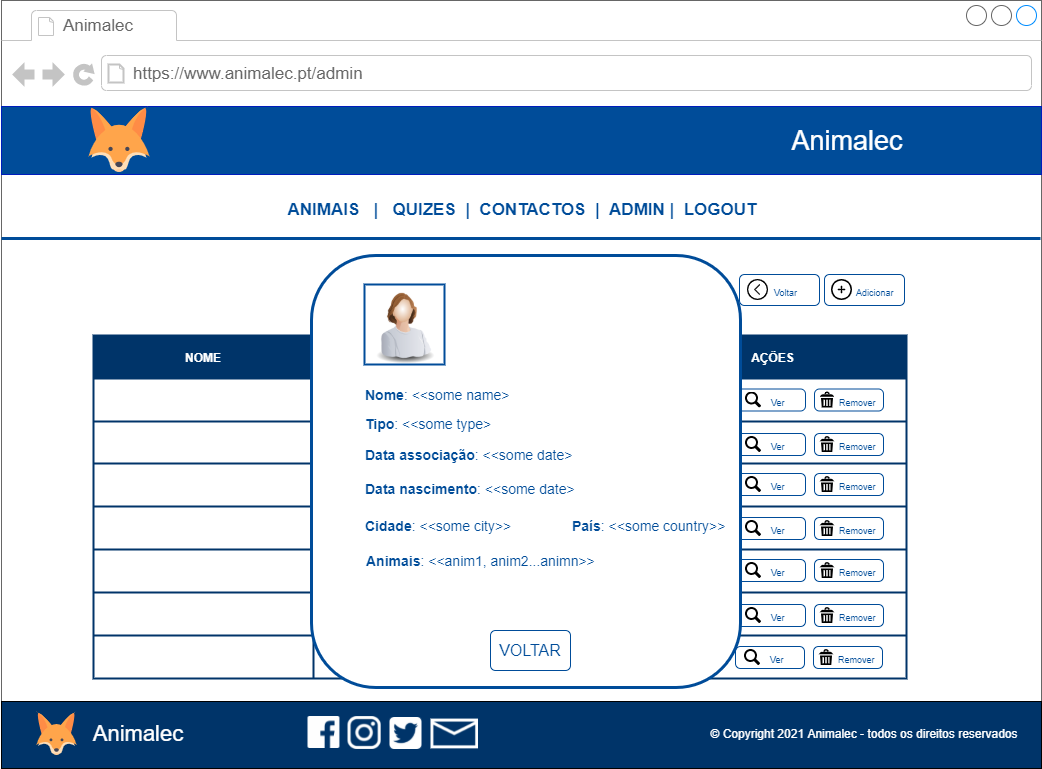 Animalec
https://www.animalec.pt/admin
Animalec
ANIMAIS | QUIZES | CONTACTOS | ADMIN | LOGOUT
Voltar
Adicionar
NOME
AÇÕES
Nome: <<some name>
Tipo: <<some type>
Data associação: <<some date>
Data nascimento: <<some date>
Cidade: <<some city>> País: <<some country>>
Animais: <<anim1, anim2...animn>>
VOLTAR
Ver Remover
Ver Remover
Ver Remover
Ver Remover
Ver Remover
Ver Remover
Ver Remover
Animalec
© Copyright 2021 Animalec - todos os direitos reservados